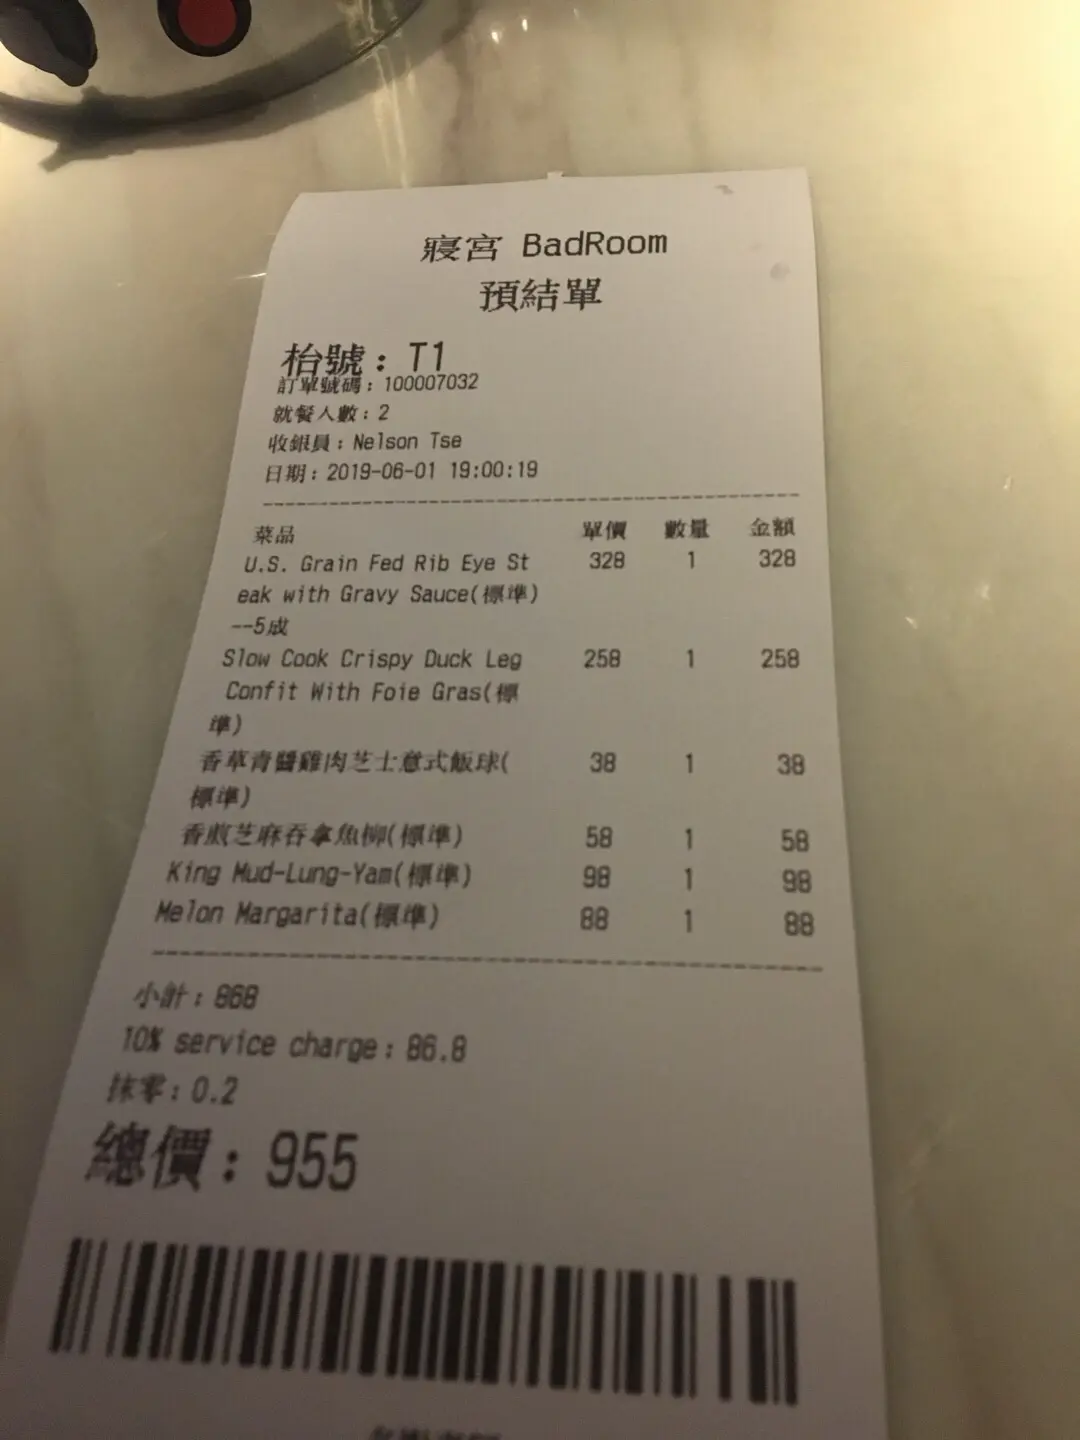 寢宮 BadRoom
預結單
枱號：T1
訂單號碼：100007032
就餐人數：2
收銀員：Nelson Tse
日期：2019-06-01 19:00:19
菜品 單價 數量 金額
U.S. Grain Fed Rib Eye St 328 1 328
eak with Gravy Sauce(標準)
--5成
Slow Cook Crispy Duck Leg 258 1 258
Confit With Foie Gras(標
準)
香草青醬雞肉芝士意式飯球( 38 1 38
標準)
香煎芝麻吞拿魚柳(標準) 58 1 58
King Mud-Lung-Yam(標準) 98 1 98
Melon Margarita(標準) 88 1 88
小計：868
10% service charge：86.8
抹零：0.2
總價：955